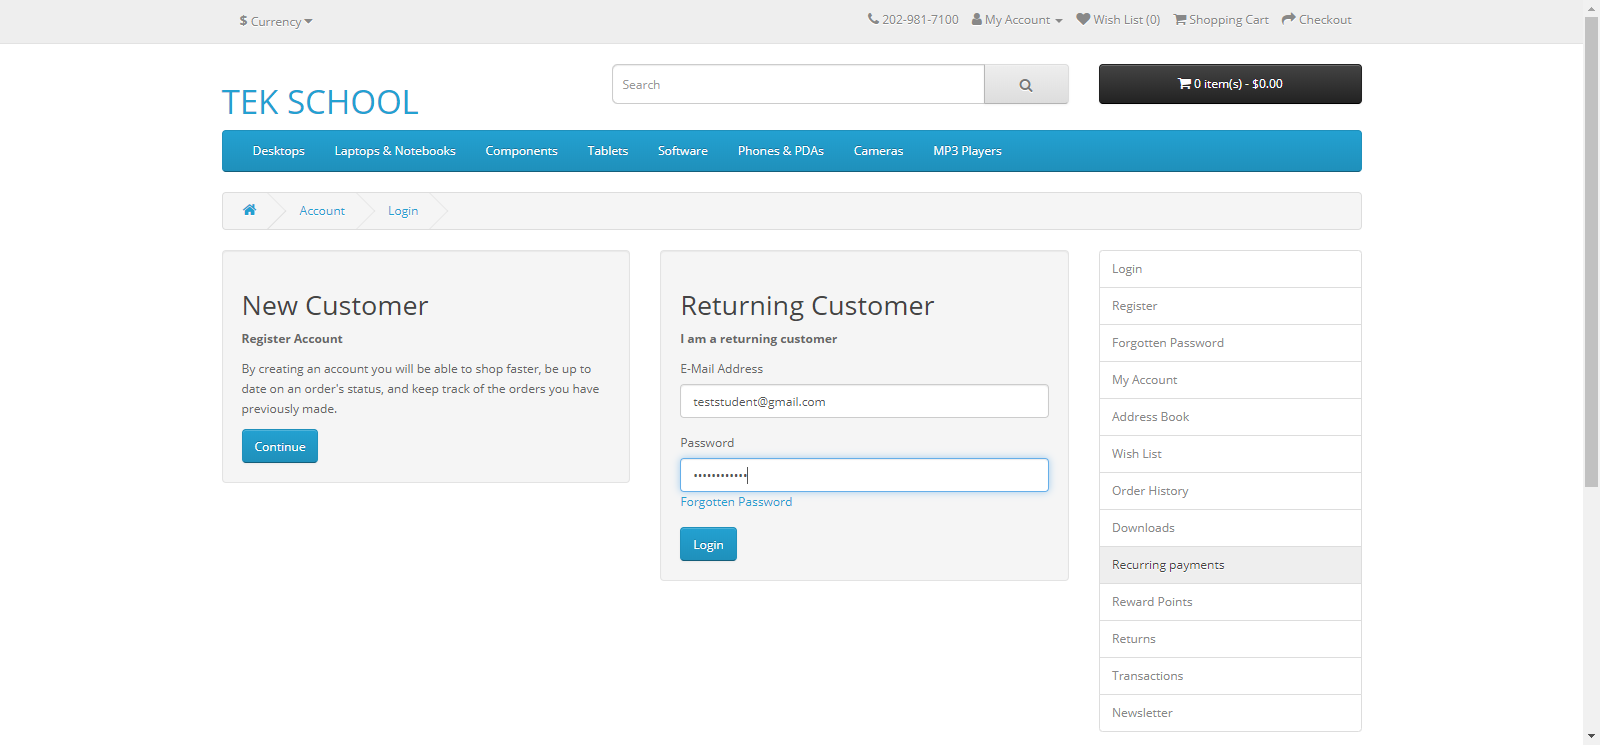 $ Currency
202-981-7100 My Account Wish List (0) Shopping Cart Checkout
TEK SCHOOL
Search
0 item(s) - $0.00
Desktops Laptops & Notebooks Components Tablets Software Phones & PDAs Cameras MP3 Players
Account Login
New Customer
Register Account
By creating an account you will be able to shop faster, be up to
date on an order's status, and keep track of the orders you have
previously made.
Continue
Returning Customer
I am a returning customer
E-Mail Address
teststudent@gmail.com
Password
••••••••••••
Forgotten Password
Login
Login
Register
Forgotten Password
My Account
Address Book
Wish List
Order History
Downloads
Recurring payments
Reward Points
Returns
Transactions
Newsletter